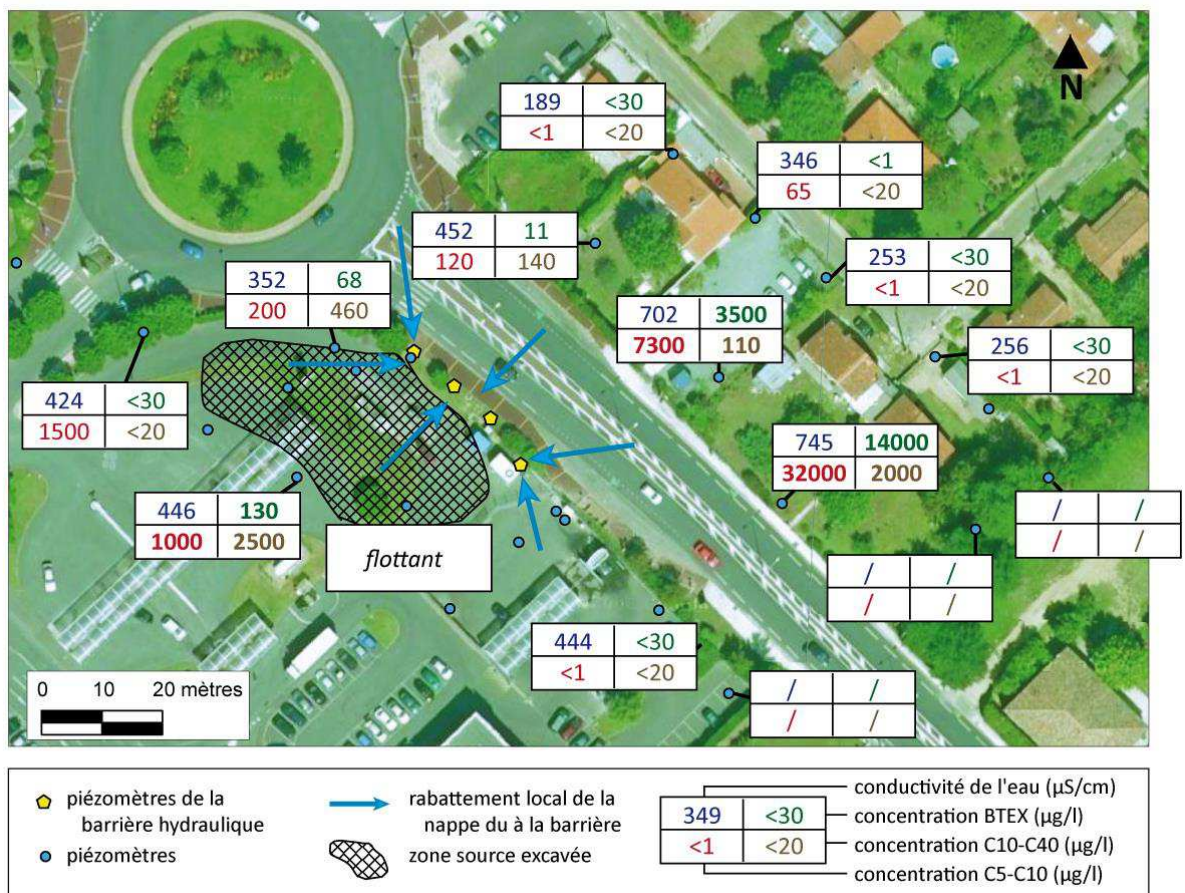 N
189 <30
<1 <20
346 <1
65 <20
452 11
120 140
253 <30
<1 <20
352 68
200 460
702 3500
7300 110
256 <30
<1 <20
424 <30
1500 <20
745 14000
32000 2000
446 130
1000 2500
/ /
/ /
flottant
/ /
/ /
444 <30
<1 <20
/ /
/ /
0 10 20 mètres
piézomètres de la
barrière hydraulique
piézomètres
rabattement local de la
nappe du à la barrière
zone source excavée
349 <30
<1 <20
conductivité de l'eau (µS/cm)
concentration BTEX (µg/l)
concentration C10-C40 (µg/l)
concentration C5-C10 (µg/l)